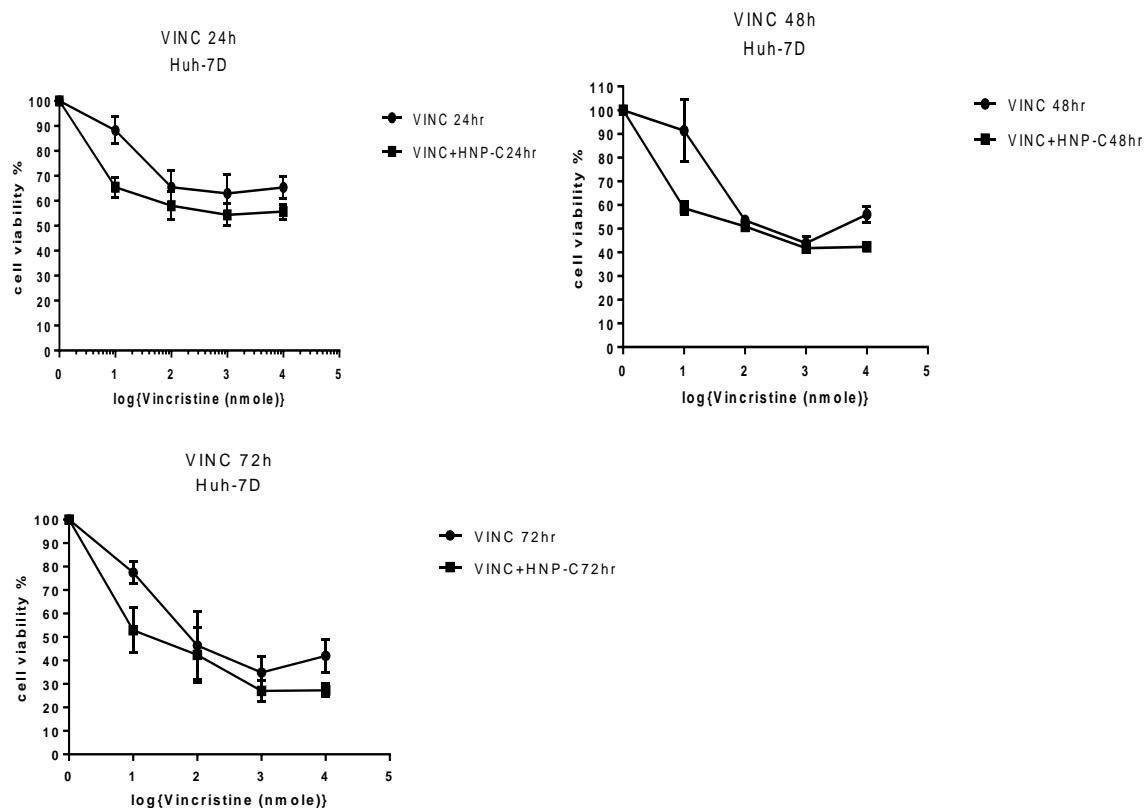 VINC 24h
Huh-7D
100
90
80
70
60
50
40
30
20
10
0
cell viability %
0 1 2 3 4 5
log{Vincristine (nmole)}
VINC 24hr
VINC+HNP-C24hr
VINC 48h
Huh-7D
110
100
90
80
70
60
50
40
30
20
10
0
cell viability %
0 1 2 3 4 5
log{Vincristine (nmole)}
VINC 48hr
VINC+HNP-C48hr
VINC 72h
Huh-7D
100
90
80
70
60
50
40
30
20
10
0
cell viability %
0 1 2 3 4 5
log{Vincristine (nmole)}
VINC 72hr
VINC+HNP-C72hr